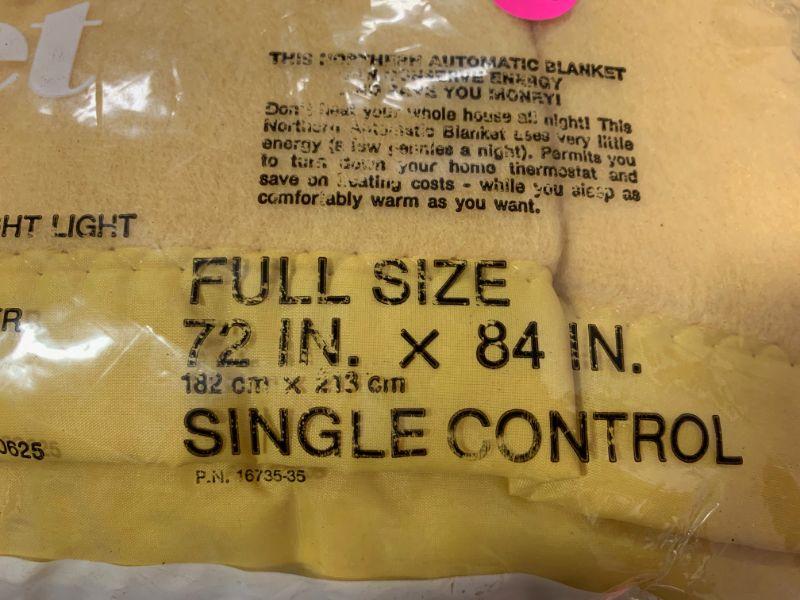 et
THIS NORTHERN AUTOMATIC BLANKET
CAN CONSERVE ENERGY
AND SAVE YOU MONEY!
Don't heat your whole house all night! This
Northern Automatic Blanket uses very little
energy (a few pennies a night). Permits you
to turn down your home thermostat and
save on heating costs - while you sleep as
comfortably warm as you want.
GHT LIGHT
FULL SIZE
72 IN. x 84 IN.
182 cm x 213 cm
SINGLE CONTROL
0625
P.N. 16735-35